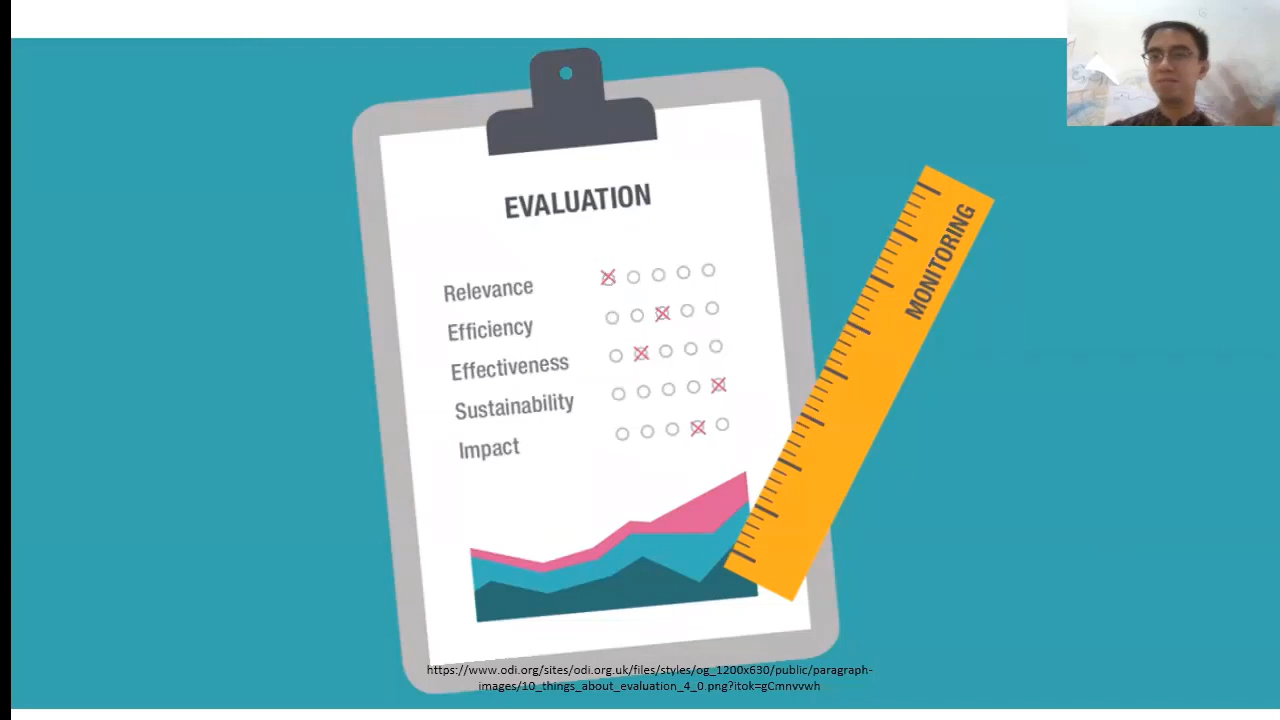 EVALUATION
Relevance
Efficiency
Effectiveness
Sustainability
Impact
MONITORING
https://www.odi.org/sites/odi.org.uk/files/styles/og_1200x630/public/paragraph-
images/10_things_about_evaluation_4_0.png?itok=gCmnvvwh